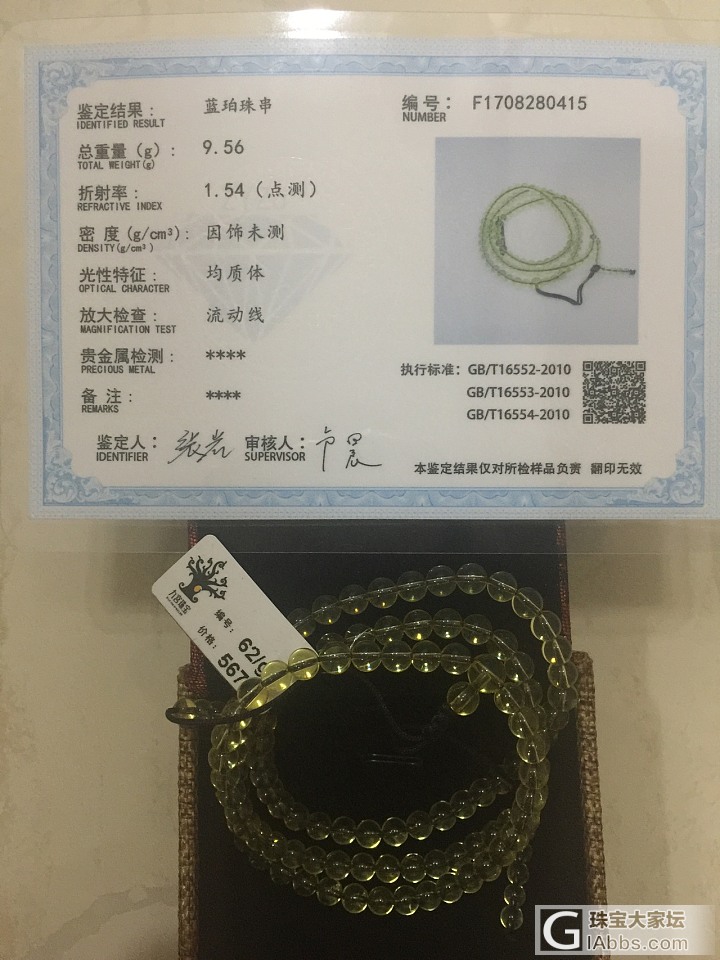 鉴定结果： 蓝珀珠串
IDENTIFIED RESULT
编号： F1708280415
NUMBER
总重量（g）： 9.56
TOTAL WEIGHT(g)
折射率： 1.54（点测）
REFRACTIVE INDEX
密 度(g/cm³)： 因饰未测
DENSITY(g/cm³)
光性特征： 均质体
OPTICAL CHARACTER
放大检查： 流动线
MAGNIFICATION TEST
贵金属检测： ****
PRECIOUS METAL
备 注： ****
REMARKS
执行标准： GB/T16552-2010
GB/T16553-2010
GB/T16554-2010
鉴定人：
IDENTIFIER
审核人：
SUPERVISOR
本鉴定结果仅对所检样品负责 翻印无效
编号： 62/g
价格： 567
G 珠宝大家坛
GIabbs.com